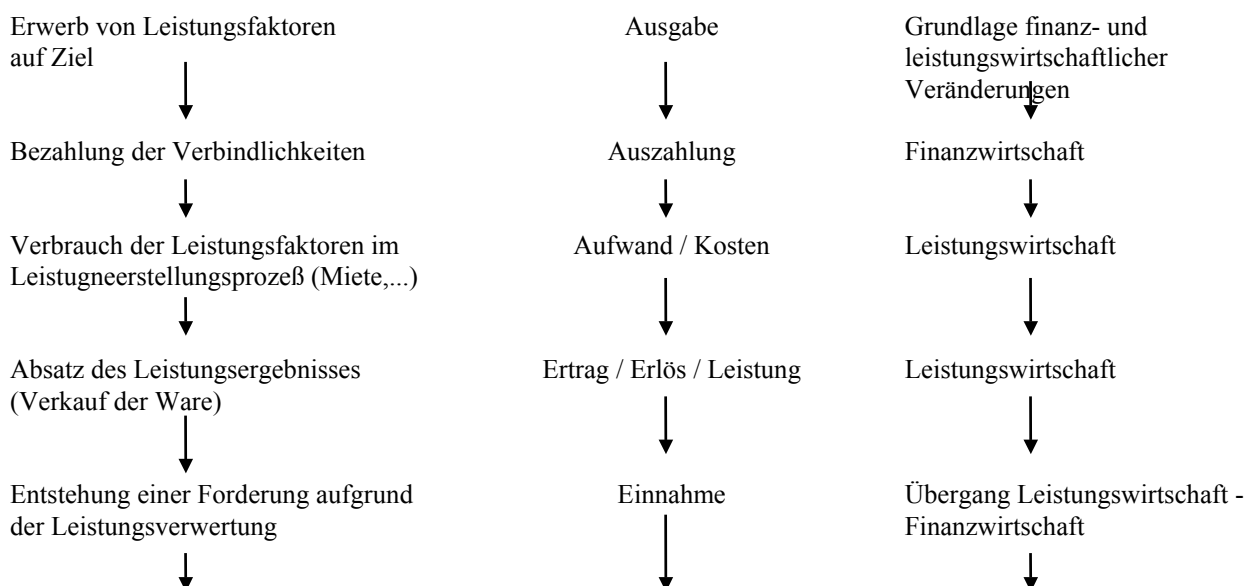 Erwerb von Leistungsfaktoren
auf Ziel
Ausgabe
Grundlage finanz- und
leistungswirtschaftlicher
Veränderungen
Bezahlung der Verbindlichkeiten
Auszahlung
Finanzwirtschaft
Verbrauch der Leistungsfaktoren im
Leistugneerstellungsprozeß (Miete,...)
Aufwand / Kosten
Leistungswirtschaft
Absatz des Leistungsergebnisses
(Verkauf der Ware)
Ertrag / Erlös / Leistung
Leistungswirtschaft
Entstehung einer Forderung aufgrund
der Leistungsverwertung
Einnahme
Übergang Leistungswirtschaft -
Finanzwirtschaft